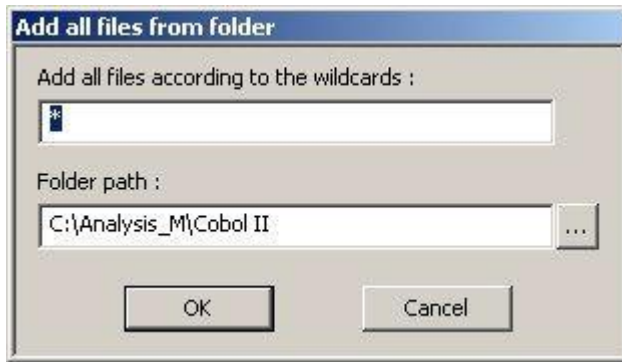 Add all files from folder
Add all files according to the wildcards :
*
Folder path :
C:\Analysis_M\Cobol II
...
OK Cancel